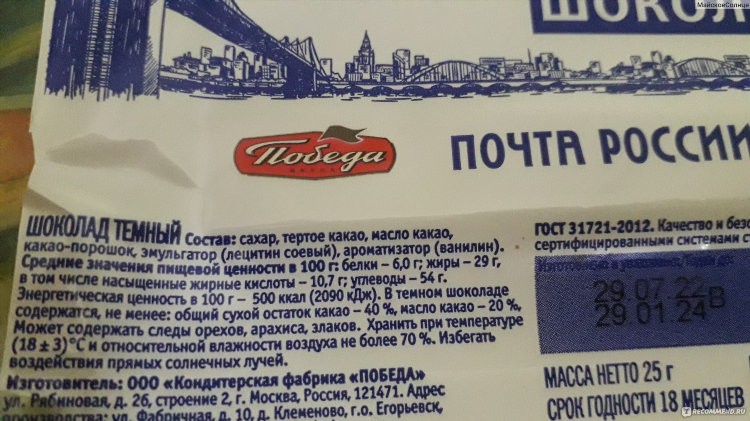 МайскоеСолнце
ШОКОЛ
Победа
ПОЧТА РОССИИ
ШОКОЛАД ТЕМНЫЙ Состав: сахар, тертое какао, масло какао,
какао-порошок, эмульгатор (лецитин соевый), ароматизатор (ванилин).
Средние значения пищевой ценности в 100 г: белки – 6,0 г; жиры – 29 г,
в том числе насыщенные жирные кислоты – 10,7 г; углеводы – 54 г.
Энергетическая ценность в 100 г – 500 ккал (2090 кДж). В темном шоколаде
содержатся, не менее: общий сухой остаток какао – 40 %, масло какао – 20 %,
Может содержать следы орехов, арахиса, злаков. Хранить при температуре
(18 ± 3)°С и относительной влажности воздуха не более 70 %. Избегать
воздействия прямых солнечных лучей.
Изготовитель: ООО «Кондитерская фабрика «ПОБЕДА»
ул. Рябиновая, д. 26, строение 2, г. Москва, Россия, 121471. Адрес
производства: ул. Фабричная, д. 10, д. Клеменово, г.о. Егорьевск,
ГОСТ 31721-2012. Качество и без
сертифицированными системами
29.07.22 В
29.01.24
МАССА НЕТТО 25 г
СРОК ГОДНОСТИ 18 МЕСЯЦЕВ
RECOMMEND.RU